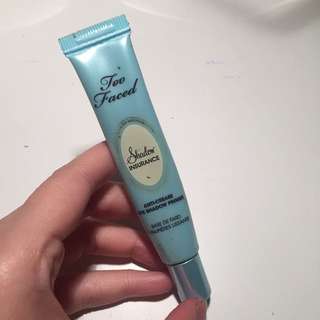 Too
Faced
Shadow
INSURANCE
ANTI-CREASE
EYE SHADOW PRIMER
BASE DE FARD
PAUPIÈRES LISSANTE